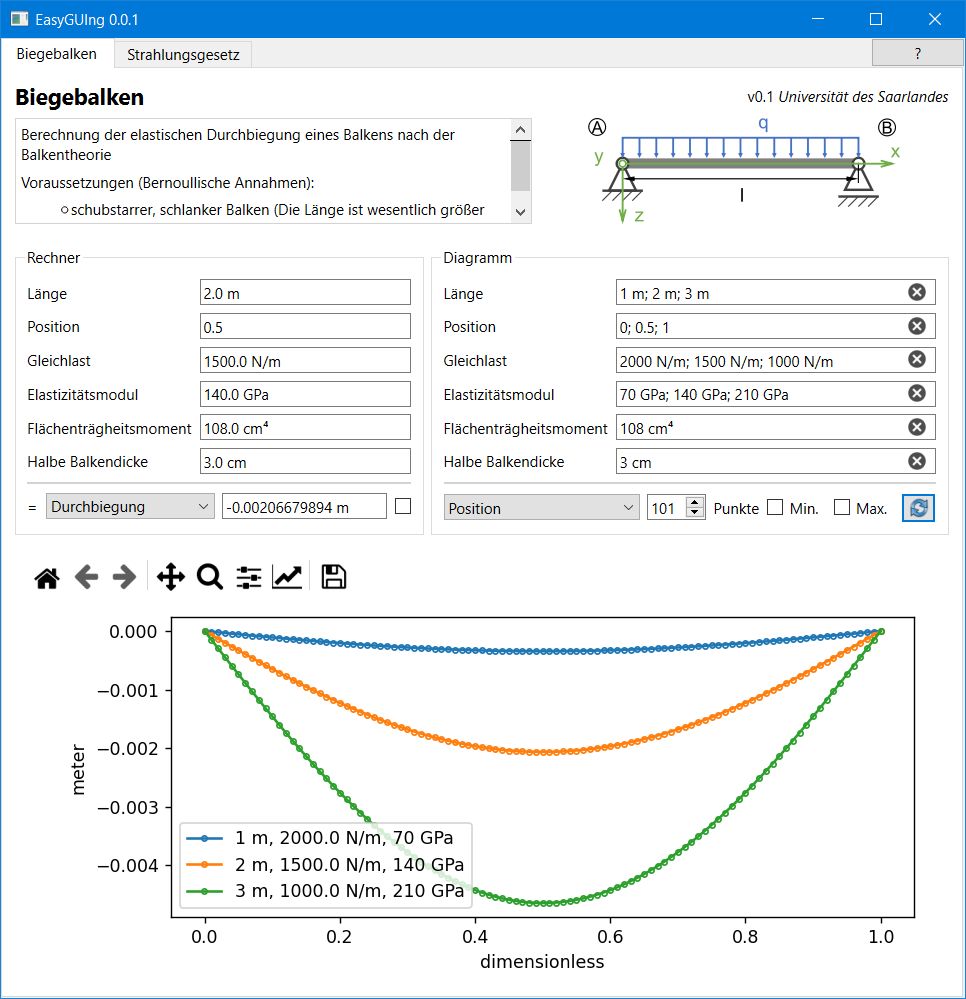 EasyGUIng 0.0.1
Biegebalken
Strahlungsgesetz
?
Biegebalken
v0.1 Universität des Saarlandes
Berechnung der elastischen Durchbiegung eines Balkens nach der
Balkentheorie
Voraussetzungen (Bernoullische Annahmen):
schubstarrer, schlanker Balken (Die Länge ist wesentlich größer
A
q
B
y
x
l
z
Rechner
Länge
2.0 m
Position
0.5
Gleichlast
1500.0 N/m
Elastizitätsmodul
140.0 GPa
Flächenträgheitsmoment
108.0 cm⁴
Halbe Balkendicke
3.0 cm
= Durchbiegung
-0.00206679894 m
Diagramm
Länge
1 m; 2 m; 3 m
Position
0; 0.5; 1
Gleichlast
2000 N/m; 1500 N/m; 1000 N/m
Elastizitätsmodul
70 GPa; 140 GPa; 210 GPa
Flächenträgheitsmoment
108 cm⁴
Halbe Balkendicke
3 cm
Position
101
Punkte
Min.
Max.
0.000
−0.001
−0.002
−0.003
−0.004
meter
1 m, 2000.0 N/m, 70 GPa
2 m, 1500.0 N/m, 140 GPa
3 m, 1000.0 N/m, 210 GPa
0.0 0.2 0.4 0.6 0.8 1.0
dimensionless